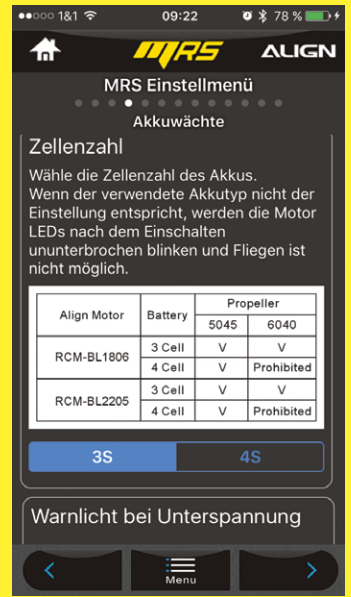 1&1 09:22 78 %
MRS ALIGN
MRS Einstellmenü
Akkuwächte
Zellenzahl
Wähle die Zellenzahl des Akkus.
Wenn der verwendete Akkutyp nicht der
Einstellung entspricht, werden die Motor
LEDs nach dem Einschalten
ununterbrochen blinken und Fliegen ist
nicht möglich.
Align Motor Battery Propeller
5045 6040
RCM-BL1806 3 Cell V V
4 Cell V Prohibited
RCM-BL2205 3 Cell V V
4 Cell V Prohibited
3S 4S
Warnlicht bei Unterspannung
Menu